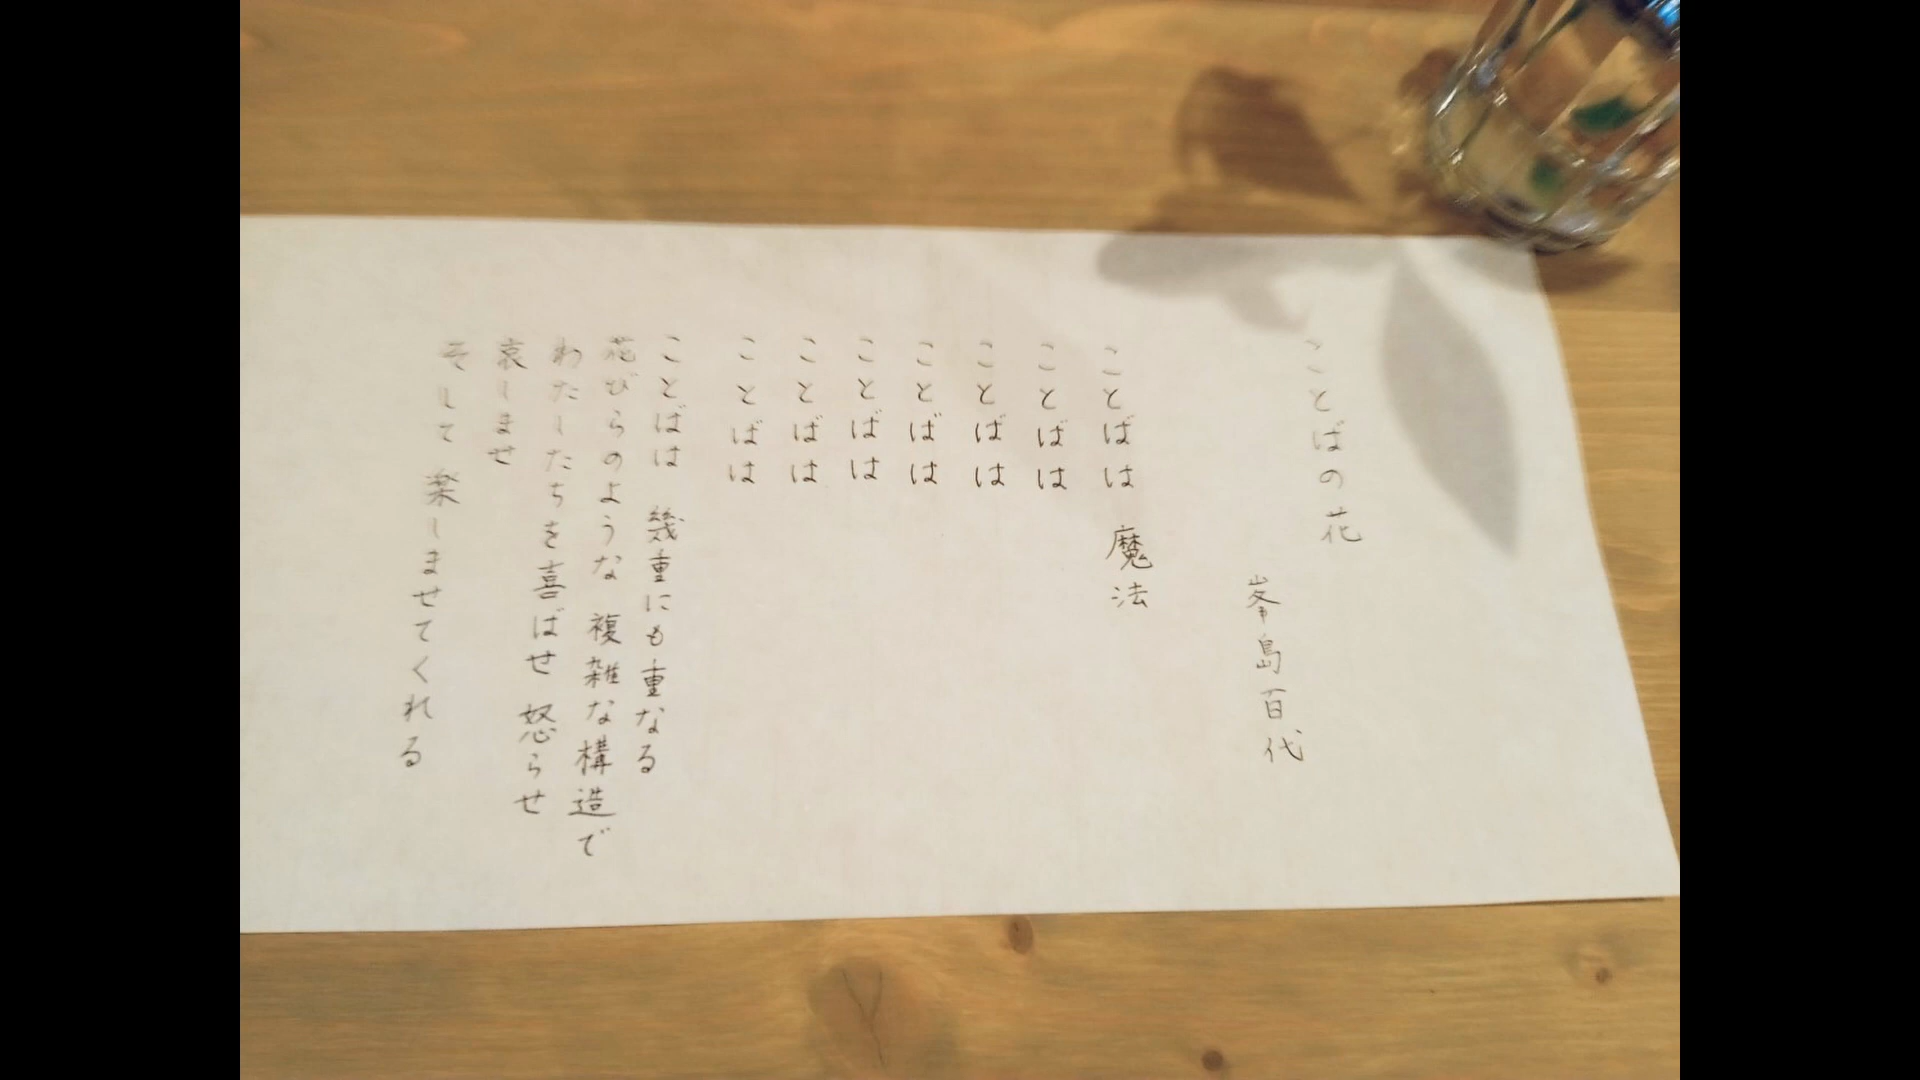 ことばの花
峯島百代
ことばは 魔法
ことばは
ことばは
ことばは
ことばは
ことばは
ことばは
ことばは 幾重にも重なる
花びらのような 複雑な構造で
わたしたちを喜ばせ 怒らせ
哀しませ
そして 楽しませてくれる